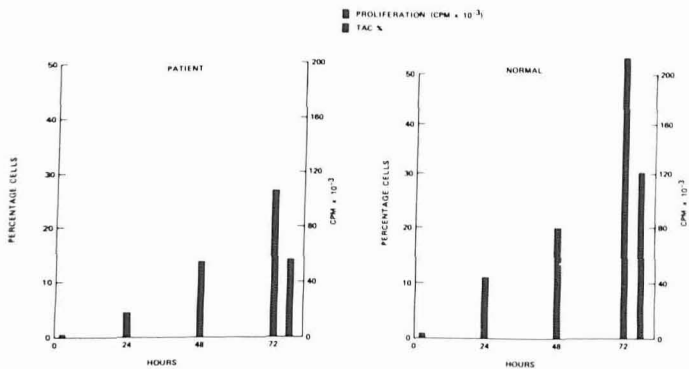 PROLIFERATION (CPM × 10⁻³)
TAC %
PATIENT
50
40
30
20
10
0
PERCENTAGE CELLS
200
160
120
80
40
0
CPM × 10⁻³
0 24 48 72
HOURS
NORMAL
50
40
30
20
10
0
PERCENTAGE CELLS
200
160
120
80
40
0
CPM × 10⁻³
0 24 48 72
HOURS